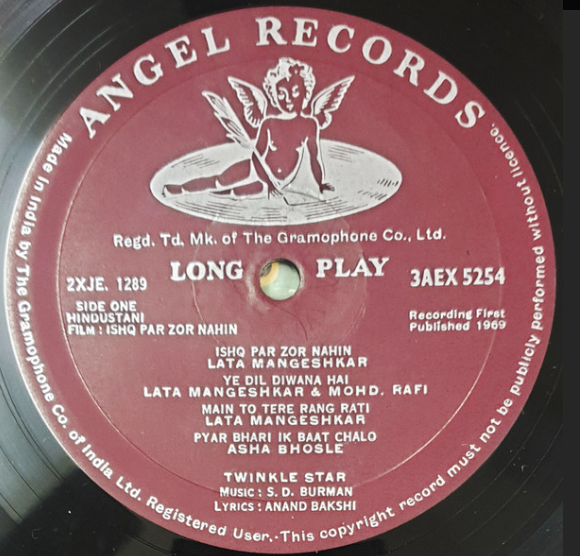 ANGEL RECORDS
Regd. Td. Mk. of The Gramophone Co., Ltd.
LONG PLAY
2XJE. 1289
3AEX 5254
SIDE ONE
HINDUSTANI
FILM : ISHQ PAR ZOR NAHIN
Recording First
Published 1969
ISHQ PAR ZOR NAHIN
LATA MANGESHKAR
YE DIL DIWANA HAI
LATA MANGESHKAR & MOHD. RAFI
MAIN TO TERE RANG RATI
LATA MANGESHKAR
PYAR BHARI IK BAAT CHALO
ASHA BHOSLE
TWINKLE STAR
MUSIC : S. D. BURMAN
LYRICS : ANAND BAKSHI
Made in India by The Gramophone Co. of India Ltd. Registered User.·This copyright record must not be publicly performed without licence.